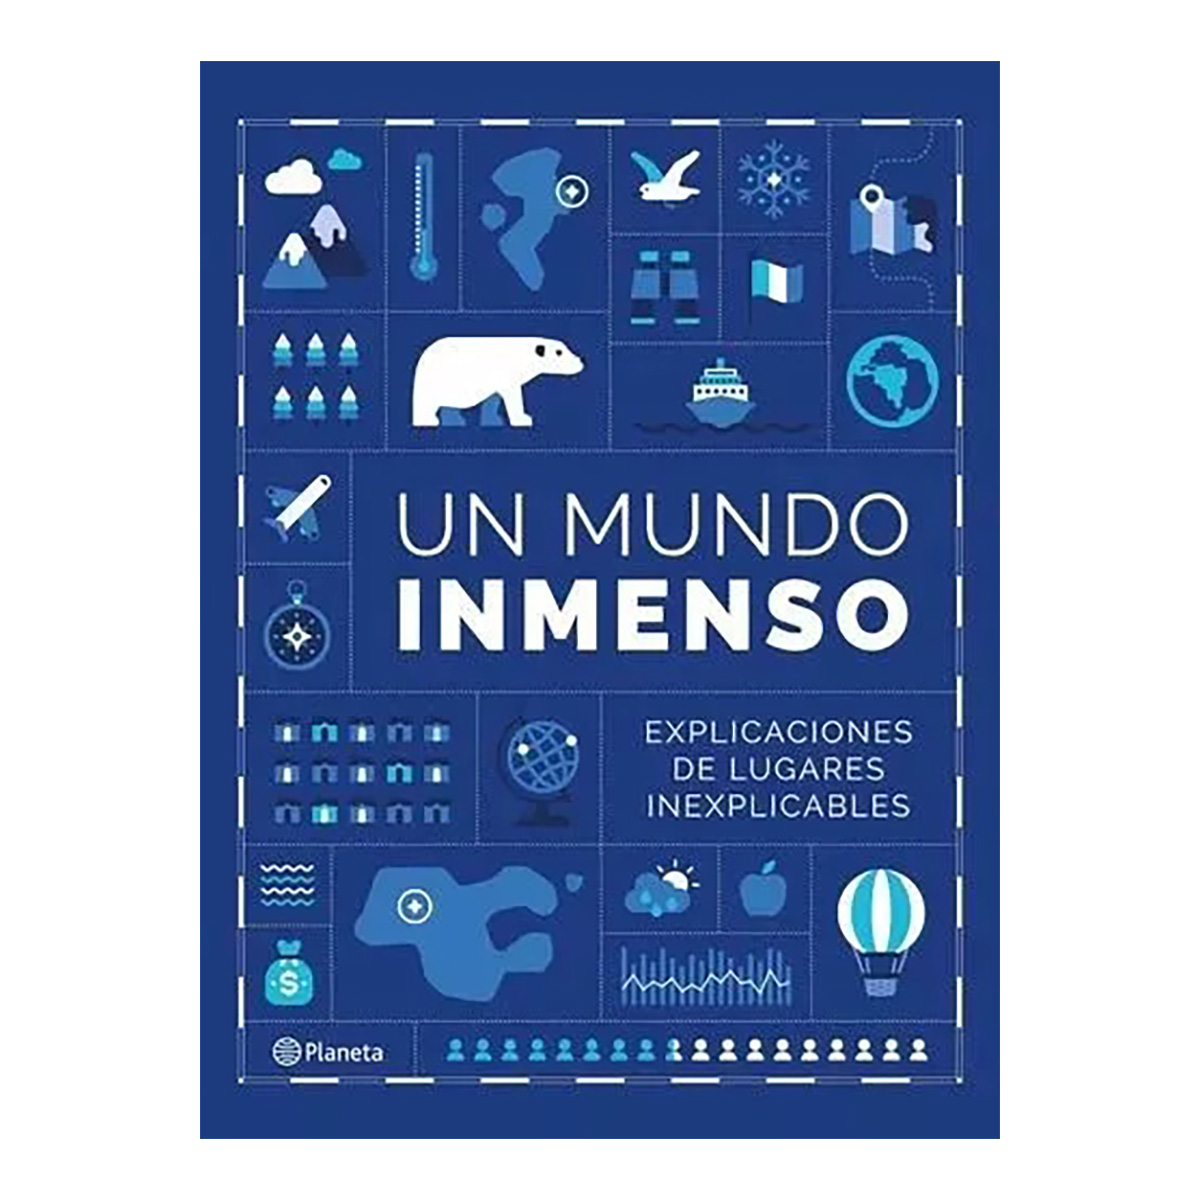 UN MUNDO
INMENSO
EXPLICACIONES
DE LUGARES
INEXPLICABLES
$
Planeta